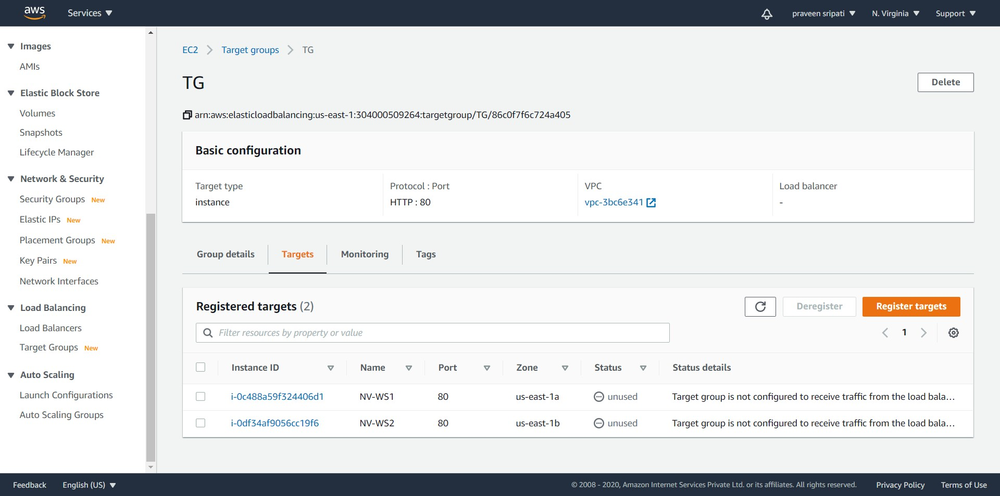 aws Services praveen sripati N. Virginia Support
Images
AMIs
Elastic Block Store
Volumes
Snapshots
Lifecycle Manager
Network & Security
Security Groups New
Elastic IPs New
Placement Groups New
Key Pairs New
Network Interfaces
Load Balancing
Load Balancers
Target Groups New
Auto Scaling
Launch Configurations
Auto Scaling Groups
EC2 Target groups TG
TG Delete
arn:aws:elasticloadbalancing:us-east-1:304000509264:targetgroup/TG/86c0f7f6c724a405
Basic configuration
Target type Protocol : Port VPC Load balancer
instance HTTP : 80 vpc-3bc6e341 -
Group details Targets Monitoring Tags
Registered targets (2) Deregister Register targets
Filter resources by property or value 1
Instance ID Name Port Zone Status Status details
i-0c488a59f324406d1 NV-WS1 80 us-east-1a unused Target group is not configured to receive traffic from the load bala...
i-0df34af9056cc19f6 NV-WS2 80 us-east-1b unused Target group is not configured to receive traffic from the load bala...
Feedback English (US) © 2008 - 2020, Amazon Internet Services Private Ltd. or its affiliates. All rights reserved. Privacy Policy Terms of Use